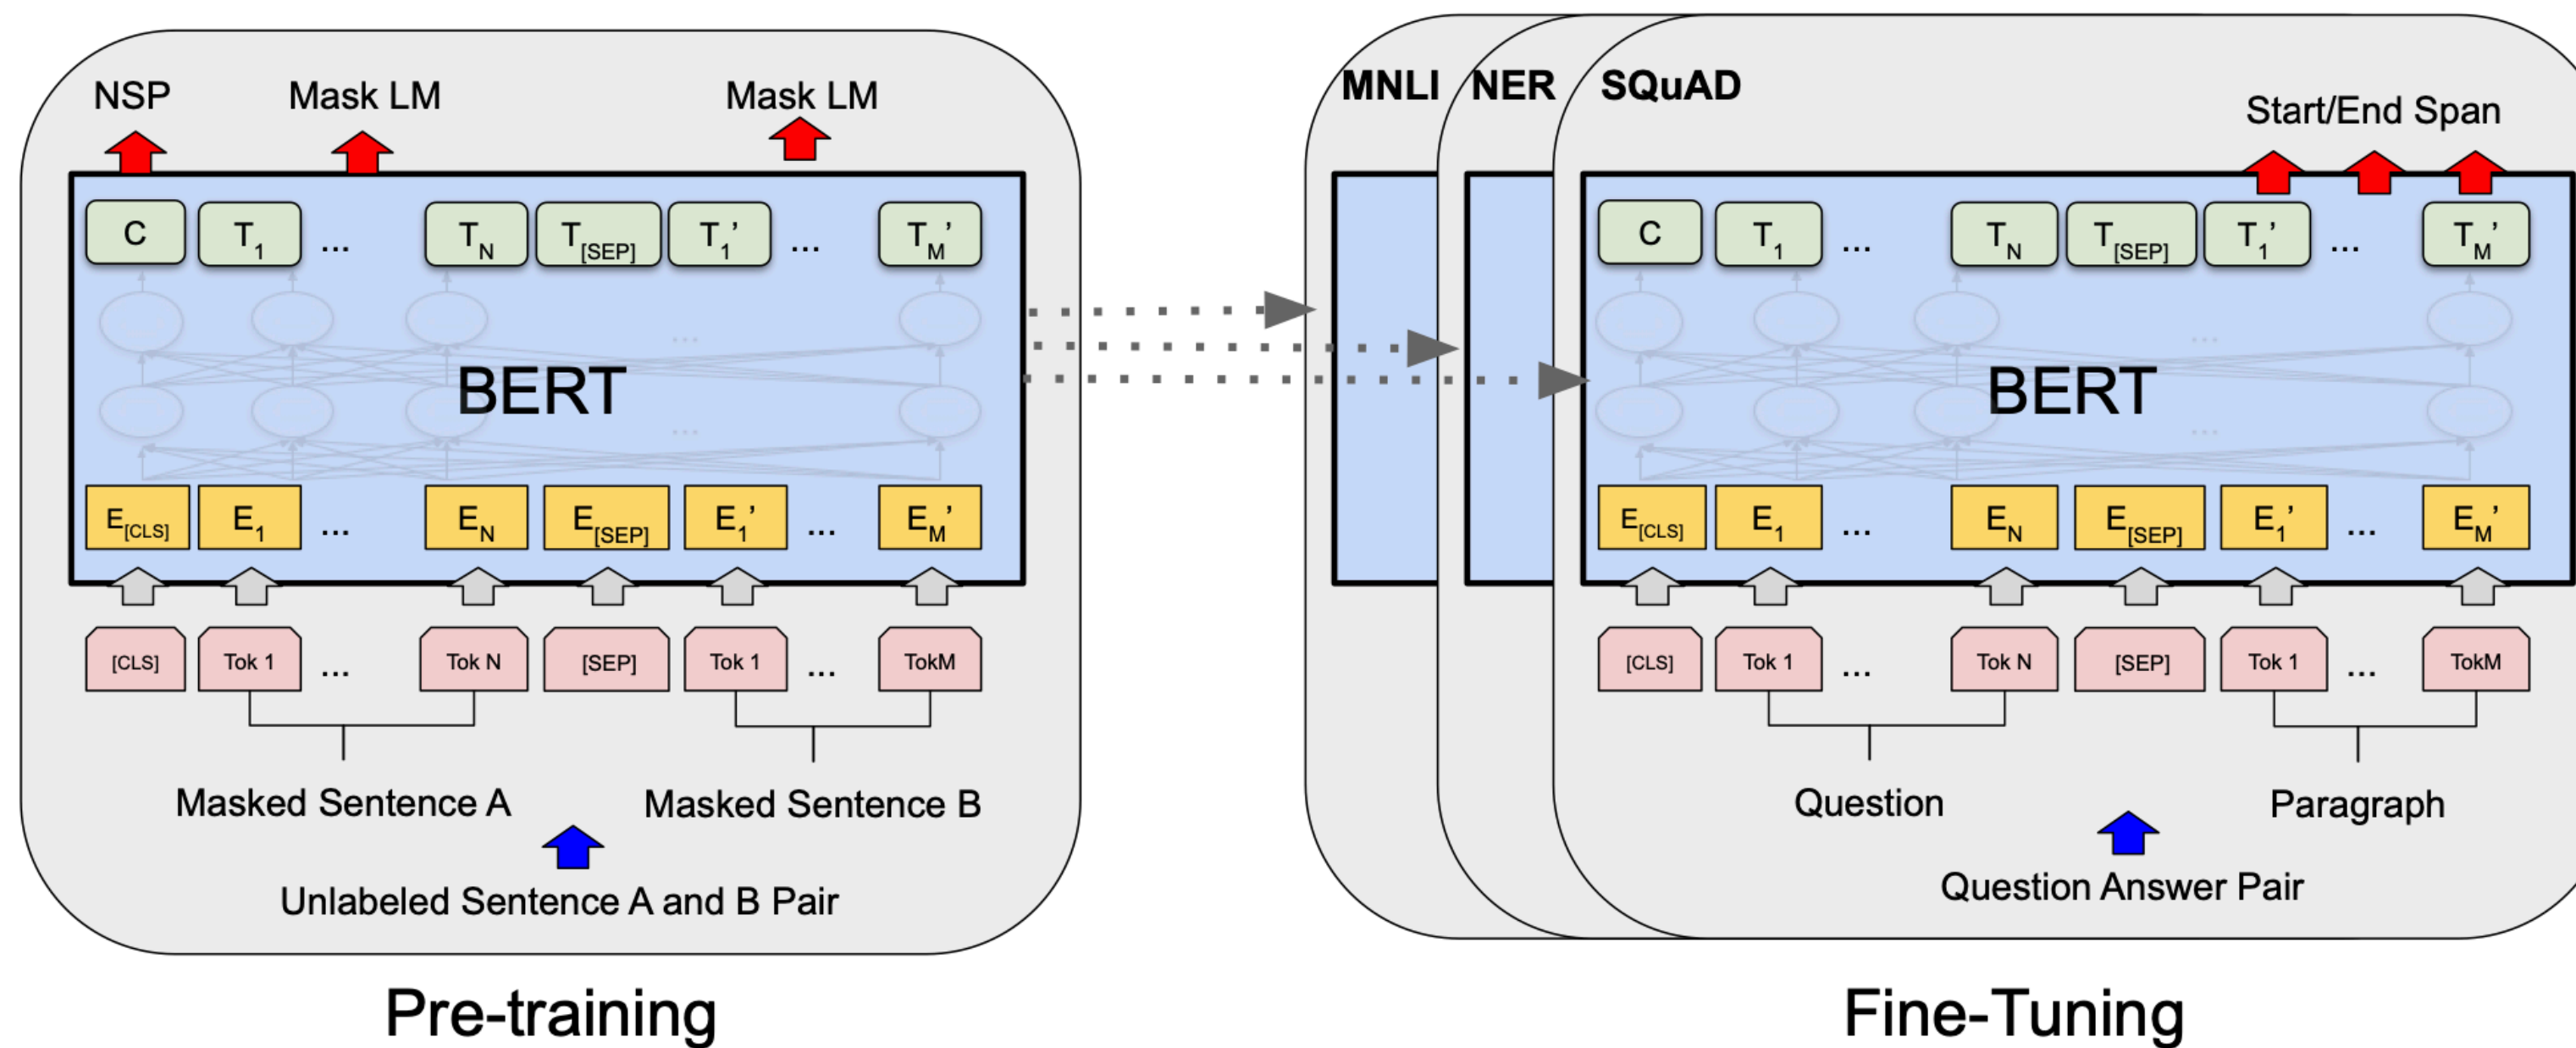 NSP Mask LM Mask LM
C T1 ... TN T[SEP] T1’ ... TM’
BERT
... 
...
E[CLS] E1 ... EN E[SEP] E1’ ... EM’
[CLS] Tok 1 ... Tok N [SEP] Tok 1 ... TokM
Masked Sentence A Masked Sentence B
Unlabeled Sentence A and B Pair
Pre-training
MNLI NER SQuAD
Start/End Span
C T1 ... TN T[SEP] T1’ ... TM’
BERT
...
...
E[CLS] E1 ... EN E[SEP] E1’ ... EM’
[CLS] Tok 1 ... Tok N [SEP] Tok 1 ... TokM
Question Paragraph
Question Answer Pair
Fine-Tuning